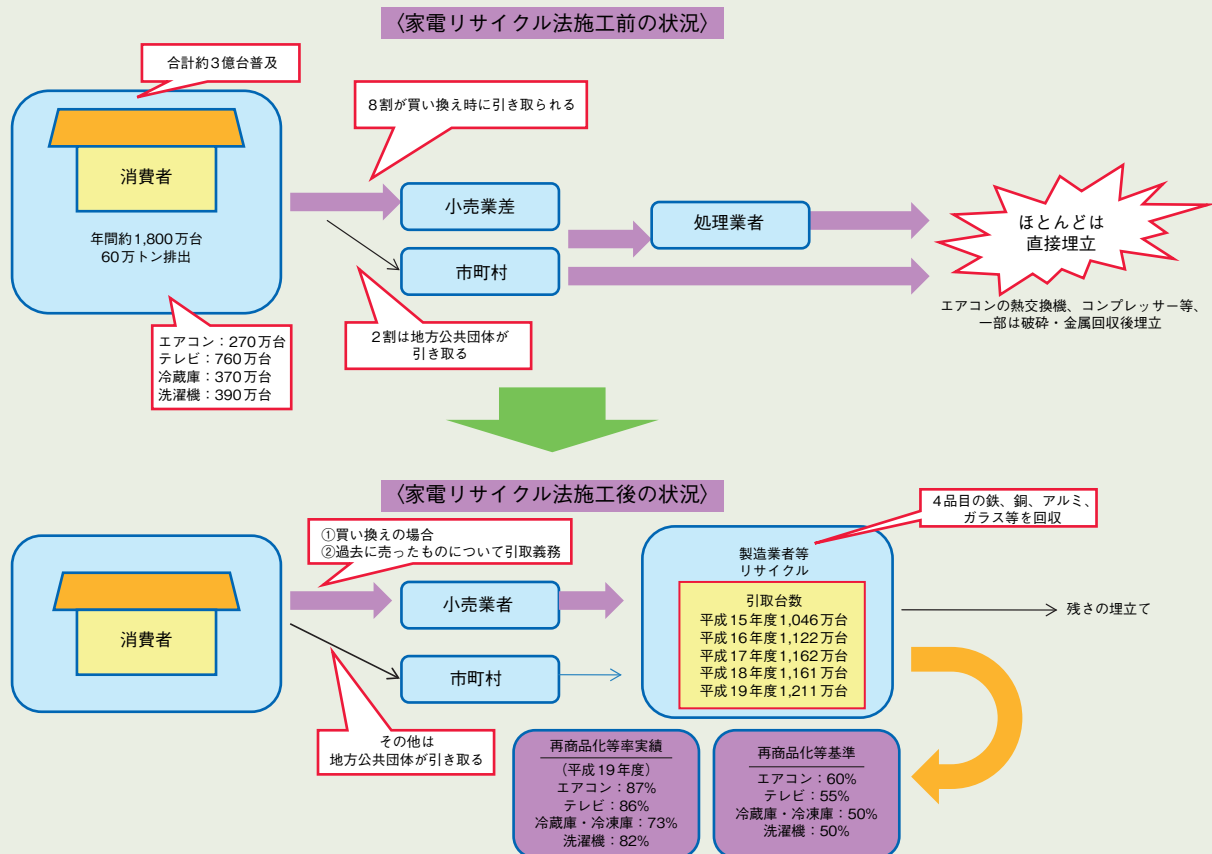 〈家電リサイクル法施工前の状況〉
合計約3億台普及
8割が買い換え時に引き取られる
消費者
年間約1,800万台
60万トン排出
小売業差
市町村
処理業者
ほとんどは
直接埋立
エアコンの熱交換機、コンプレッサー等、
一部は破砕・金属回収後埋立
2割は地方公共団体が
引き取る
エアコン：270万台
テレビ：760万台
冷蔵庫：370万台
洗濯機：390万台
〈家電リサイクル法施工後の状況〉
4品目の鉄、銅、アルミ、
ガラス等を回収
①買い換えの場合
②過去に売ったものについて引取義務
消費者
小売業者
市町村
製造業者等
リサイクル
引取台数
平成15年度1,046万台
平成16年度1,122万台
平成17年度1,162万台
平成18年度1,161万台
平成19年度1,211万台
残さの埋立て
その他は
地方公共団体が引き取る
再商品化等率実績
(平成19年度)
エアコン：87%
テレビ：86%
冷蔵庫・冷凍庫：73%
洗濯機：82%
再商品化等基準
エアコン：60%
テレビ：55%
冷蔵庫・冷凍庫：50%
洗濯機：50%